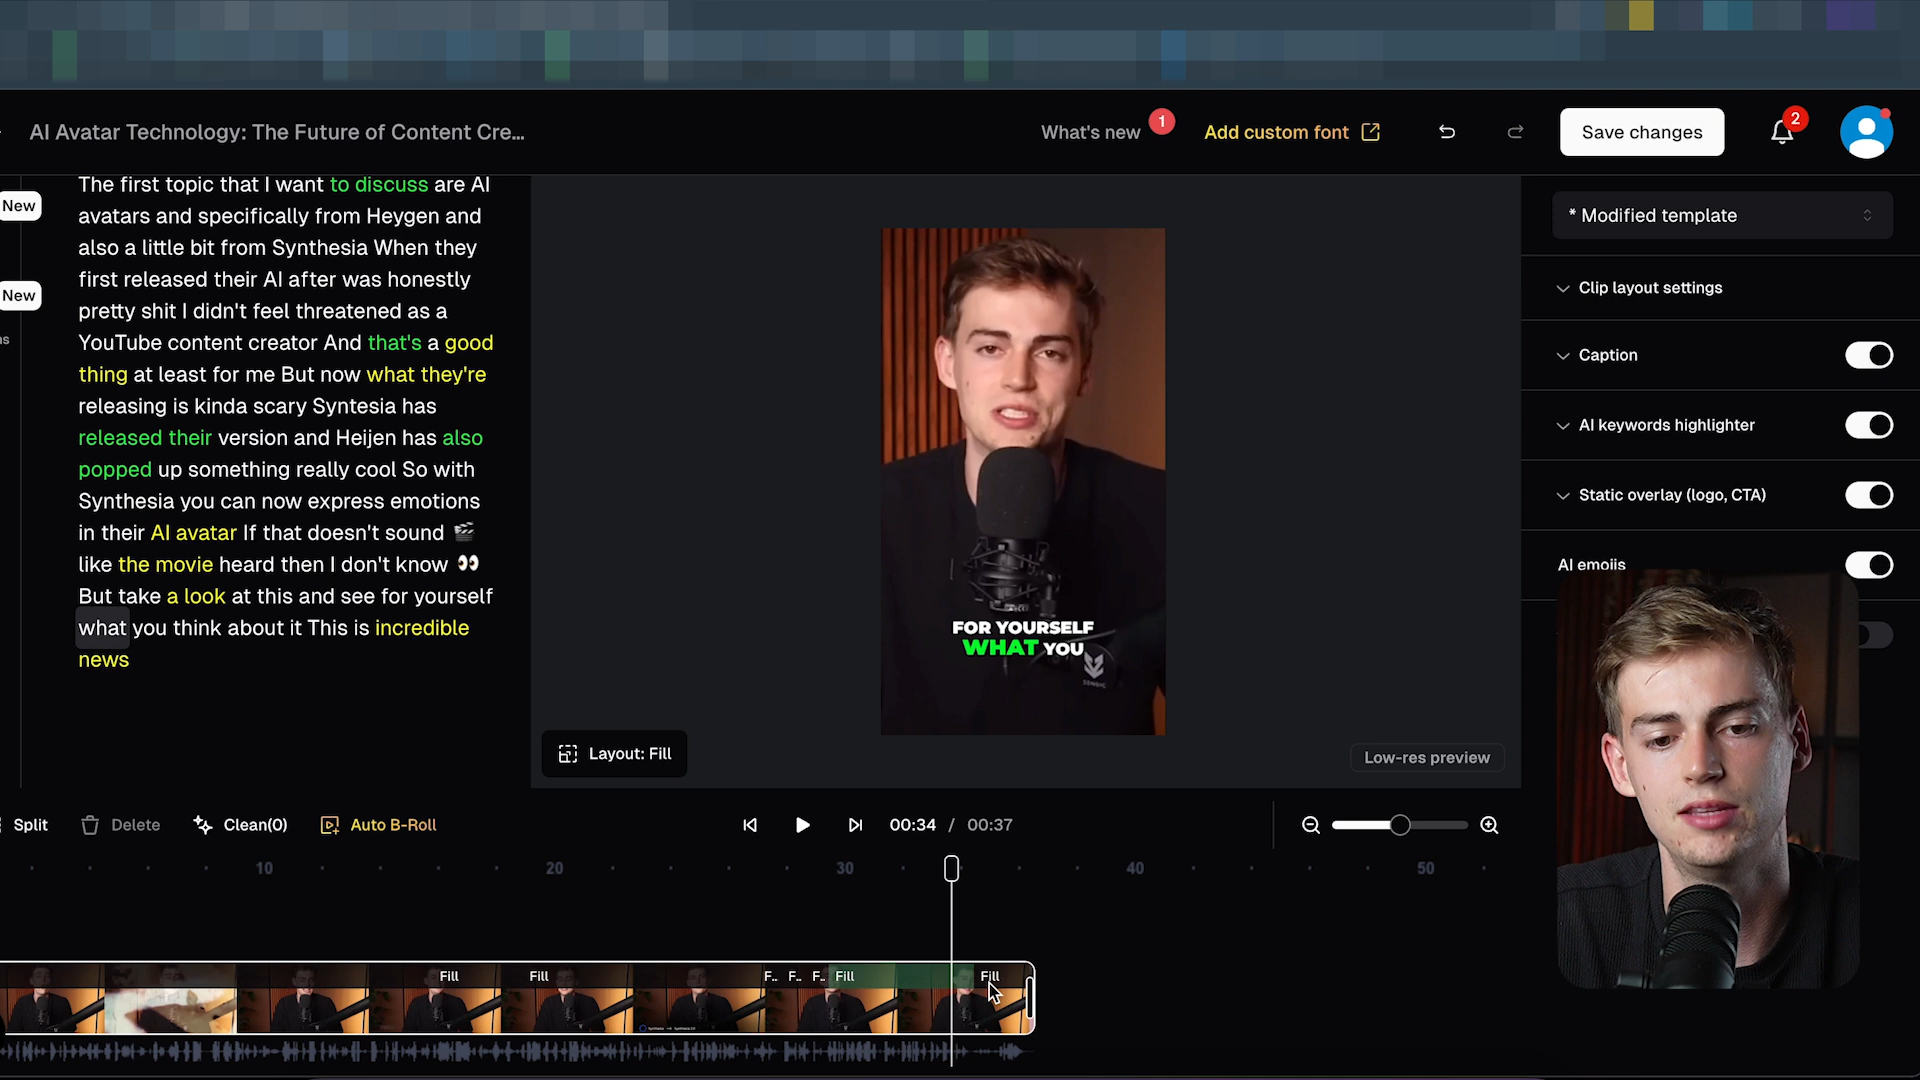 AI Avatar Technology: The Future of Content Cre...
What's new
1
Add custom font
Save changes
2
New
New
ns
The first topic that I want to discuss are AI
avatars and specifically from Heygen and
also a little bit from Synthesia When they
first released their AI after was honestly
pretty shit I didn't feel threatened as a
YouTube content creator And that's a good
thing at least for me But now what they're
releasing is kinda scary Syntesia has
released their version and Heijen has also
popped up something really cool So with
Synthesia you can now express emotions
in their AI avatar If that doesn't sound 🎬
like the movie heard then I don't know 👀
But take a look at this and see for yourself
what you think about it This is incredible
news
FOR YOURSELF
WHAT YOU
Layout: Fill
Low-res preview
* Modified template
Clip layout settings
Caption
AI keywords highlighter
Static overlay (logo, CTA)
AI emojis
Split
Delete
Clean(0)
Auto B-Roll
00:34 / 00:37
10
20
30
40
50
Fill
Fill
F..
F..
F..
Fill
Fill